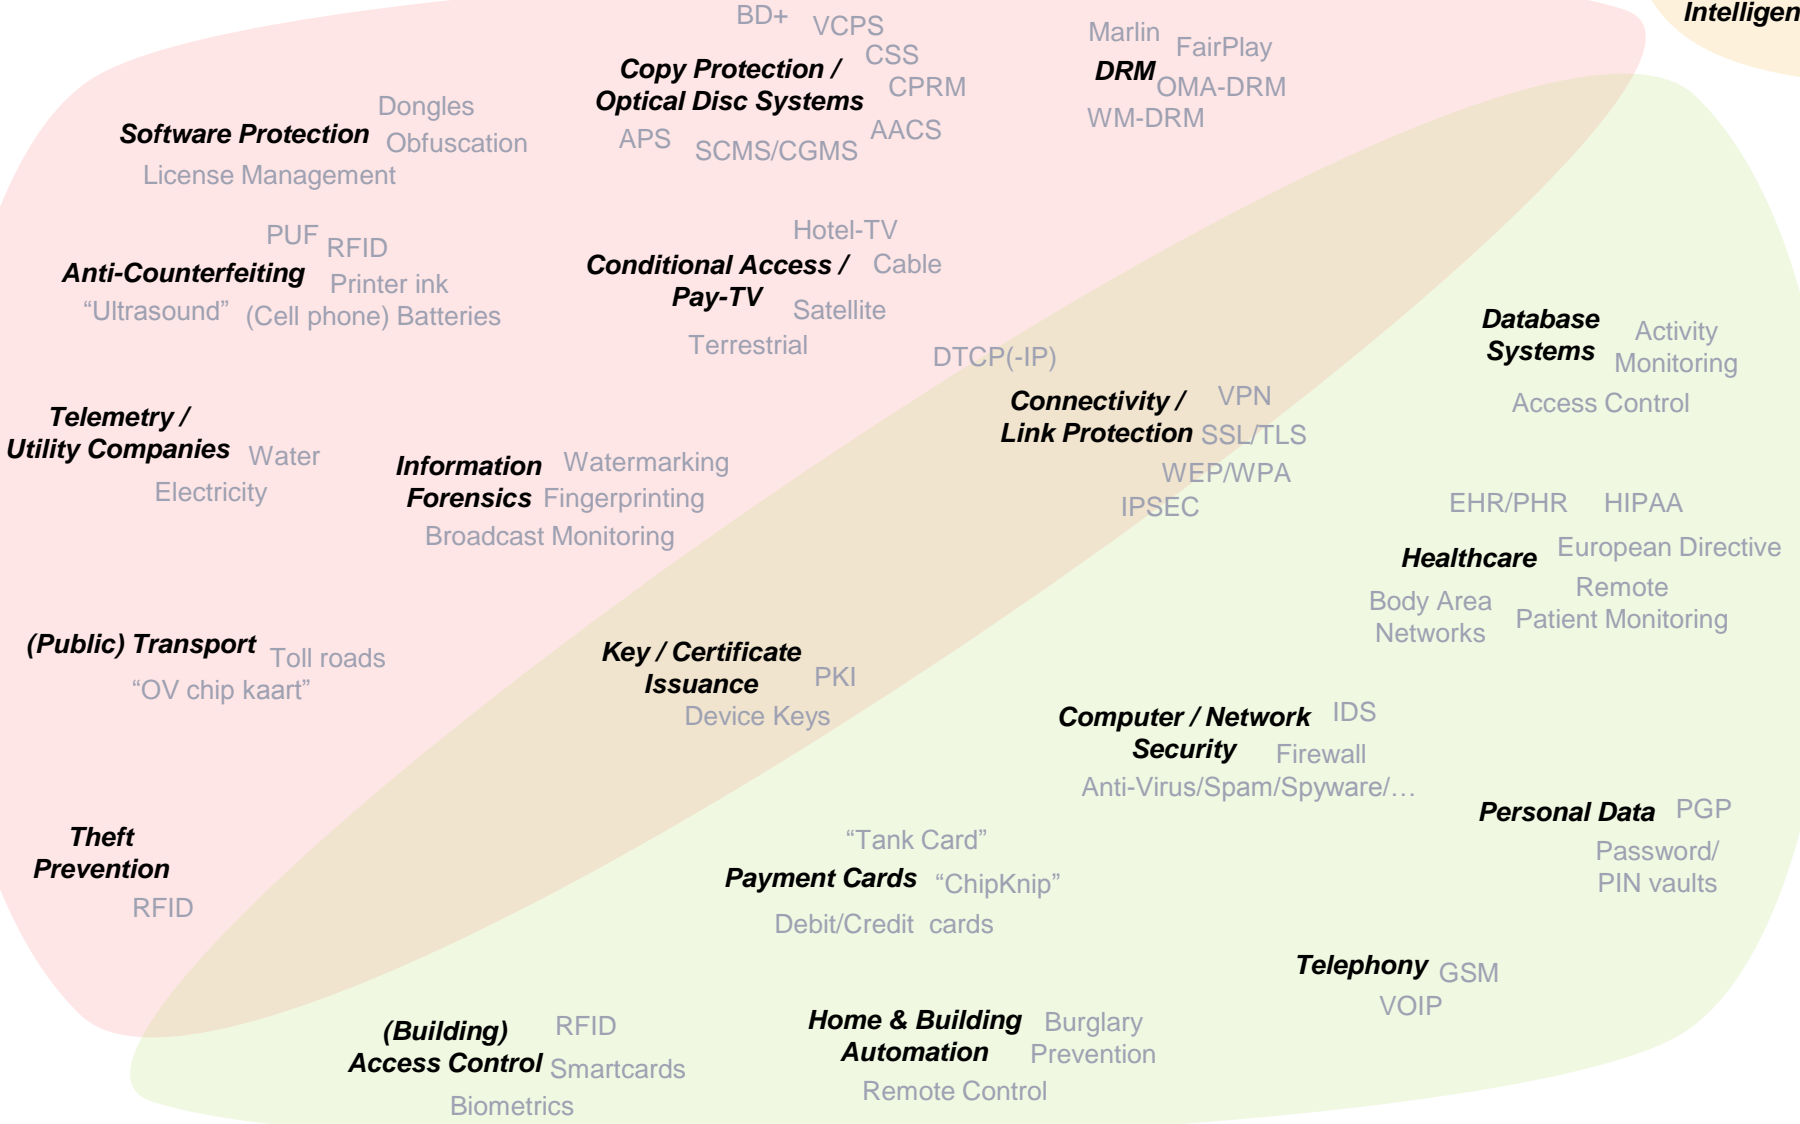 BD+
VCPS
CSS
Copy Protection /
Optical Disc Systems
CPRM
AACS
APS
SCMS/CGMS
Marlin
FairPlay
DRM
OMA-DRM
WM-DRM
Intelligen
Dongles
Software Protection
Obfuscation
License Management
PUF
RFID
Anti-Counterfeiting
Printer ink
“Ultrasound”
(Cell phone) Batteries
Hotel-TV
Conditional Access /
Pay-TV
Cable
Satellite
Terrestrial
DTCP(-IP)
Connectivity /
Link Protection
VPN
SSL/TLS
WEP/WPA
IPSEC
Database
Systems
Activity
Monitoring
Access Control
Telemetry /
Utility Companies
Water
Electricity
Information
Forensics
Watermarking
Fingerprinting
Broadcast Monitoring
EHR/PHR
HIPAA
Healthcare
European Directive
Body Area
Networks
Remote
Patient Monitoring
(Public) Transport
Toll roads
“OV chip kaart”
Key / Certificate
Issuance
PKI
Device Keys
Computer / Network
Security
IDS
Firewall
Anti-Virus/Spam/Spyware/…
Personal Data
PGP
Password/
PIN vaults
Theft
Prevention
RFID
“Tank Card”
Payment Cards
“ChipKnip”
Debit/Credit cards
Telephony
GSM
VOIP
(Building)
Access Control
RFID
Smartcards
Biometrics
Home & Building
Automation
Burglary
Prevention
Remote Control